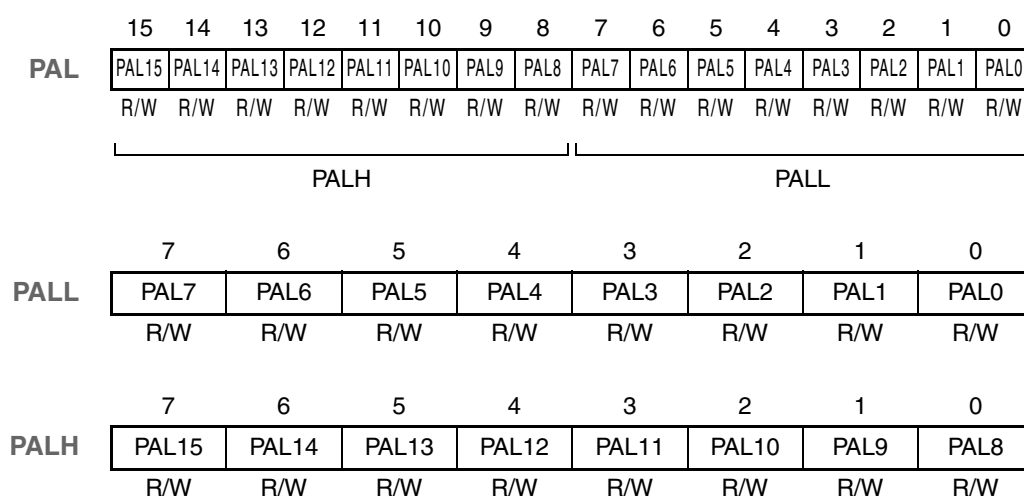 15 14 13 12 11 10 9 8 7 6 5 4 3 2 1 0
PAL PAL15 PAL14 PAL13 PAL12 PAL11 PAL10 PAL9 PAL8 PAL7 PAL6 PAL5 PAL4 PAL3 PAL2 PAL1 PAL0
R/W R/W R/W R/W R/W R/W R/W R/W R/W R/W R/W R/W R/W R/W R/W R/W
PALH PALL
7 6 5 4 3 2 1 0
PALL PAL7 PAL6 PAL5 PAL4 PAL3 PAL2 PAL1 PAL0
R/W R/W R/W R/W R/W R/W R/W R/W
7 6 5 4 3 2 1 0
PALH PAL15 PAL14 PAL13 PAL12 PAL11 PAL10 PAL9 PAL8
R/W R/W R/W R/W R/W R/W R/W R/W